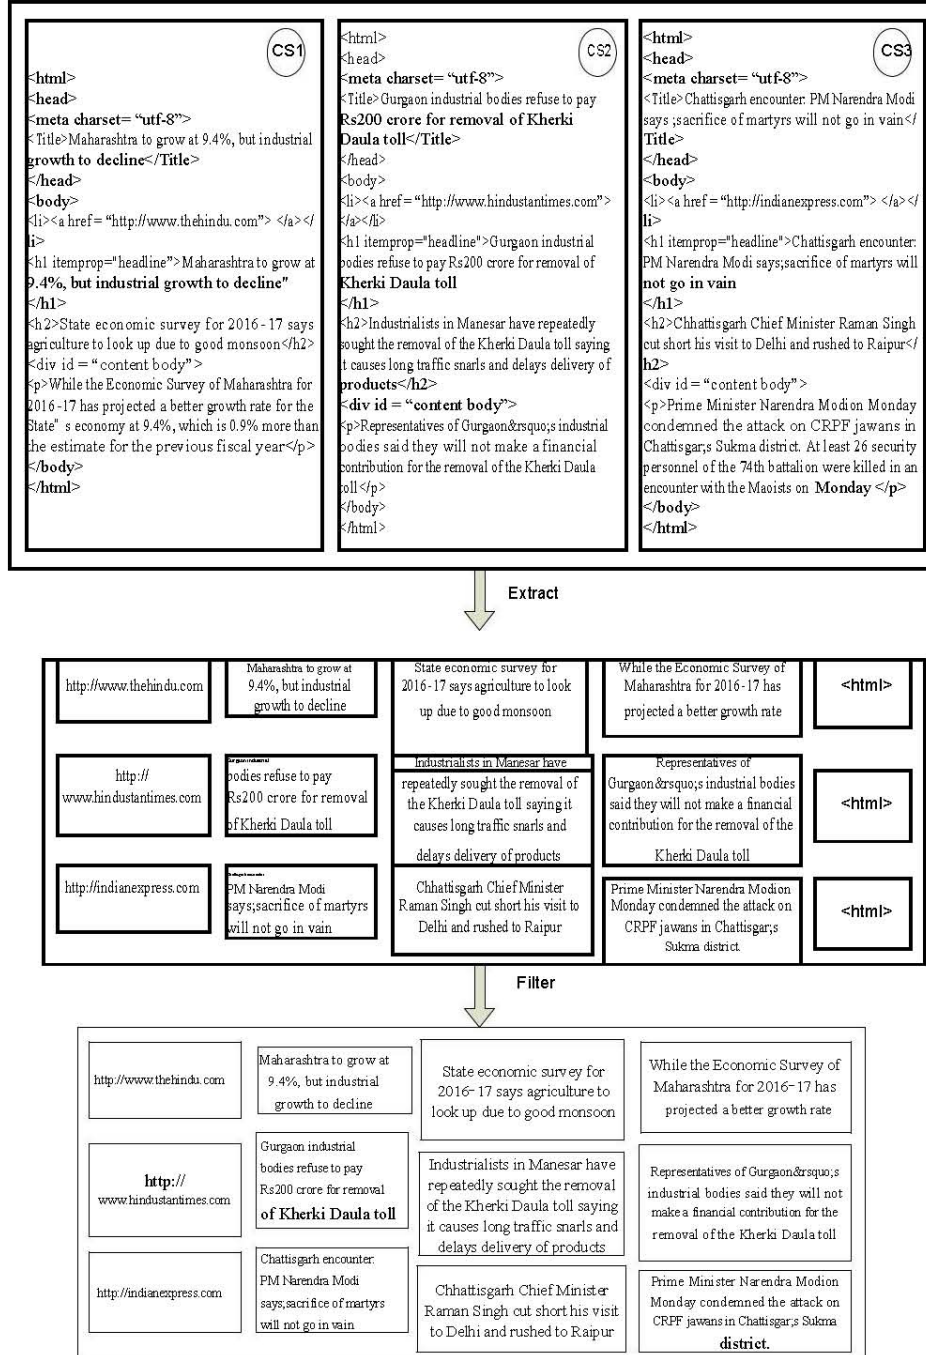 CS1
<html>
<head>
<meta charset= “utf-8”>
<Title>Maharashtra to grow at 9.4%, but industrial
growth to decline</Title>
</head>
<body>
<li><a href = “http://www.thehindu.com”> </a></
li>
<h1 itemprop="headline”>Maharashtra to grow at
9.4%, but industrial growth to decline"
</h1>
<h2>State economic survey for 2016-17 says
agriculture to look up due to good monsoon</h2>
<div id = “content body”>
<p>While the Economic Survey of Maharashtra for
2016-17 has projected a better growth rate for the
State" s economy at 9.4%, which is 0.9% more than
the estimate for the previous fiscal year</p>
</body>
</html>
CS2
<html>
<head>
<meta charset= “utf-8”>
<Title>Gurgaon industrial bodies refuse to pay
Rs200 crore for removal of Kherki
Daula toll</Title>
</head>
<body>
<li><a href = “http://www.hindustantimes.com”>
</a></li>
<h1 itemprop="headline">Gurgaon industrial
bodies refuse to pay Rs200 crore for removal of
Kherki Daula toll
</h1>
<h2>Industrialists in Manesar have repeatedly
sought the removal of the Kherki Daula toll saying
it causes long traffic snarls and delays delivery of
products</h2>
<div id = “content body”>
<p>Representatives of Gurgaon&rsquo;s industrial
bodies said they will not make a financial
contribution for the removal of the Kherki Daula
toll</p>
</body>
</html>
CS3
<html>
<head>
<meta charset= “utf-8”>
<Title>Chattisgarh encounter: PM Narendra Modi
says ;sacrifice of martyrs will not go in vain</
Title>
</head>
<body>
<li><a href = “http://indianexpress.com”> </a></
li>
<h1 itemprop="headline">Chattisgarh encounter:
PM Narendra Modi says;sacrifice of martyrs will
not go in vain
</h1>
<h2>Chhattisgarh Chief Minister Raman Singh
cut short his visit to Delhi and rushed to Raipur</
h2>
<div id = “content body”>
<p>Prime Minister Narendra Modion Monday
condemned the attack on CRPF jawans in
Chattisgar;s Sukma district. At least 26 security
personnel of the 74th battalion were killed in an
encounter with the Maoists on Monday </p>
</body>
</html>
Extract
http://www.thehindu.com
Maharashtra to grow at
9.4%, but industrial
growth to decline
State economic survey for
2016-17 says agriculture to look
up due to good monsoon
While the Economic Survey of
Maharashtra for 2016-17 has
projected a better growth rate
<html>
http://
www.hindustantimes.com
Gurgaon industrial
bodies refuse to pay
Rs200 crore for removal
of Kherki Daula toll
Industrialists in Manesar have
repeatedly sought the removal of
the Kherki Daula toll saying it
causes long traffic snarls and
delays delivery of products
Representatives of
Gurgaon&rsquo;s industrial bodies
said they will not make a financial
contribution for the removal of the
Kherki Daula toll
<html>
http://indianexpress.com
PM Narendra Modi
says;sacrifice of martyrs
will not go in vain
Chhattisgarh Chief Minister
Raman Singh cut short his visit to
Delhi and rushed to Raipur
Prime Minister Narendra Modion
Monday condemned the attack on
CRPF jawans in Chattisgar;s
Sukma district.
<html>
Filter
http://www.thehindu.com
Maharashtra to grow at
9.4%, but industrial
growth to decline
State economic survey for
2016-17 says agriculture to
look up due to good monsoon
While the Economic Survey of
Maharashtra for 2016-17 has
projected a better growth rate
http://
www.hindustantimes.com
Gurgaon industrial
bodies refuse to pay
Rs200 crore for removal
of Kherki Daula toll
Industrialists in Manesar have
repeatedly sought the removal
of the Kherki Daula toll saying
it causes long traffic snarls and
delays delivery of products
Representatives of Gurgaon&rsquo;s
industrial bodies said they will not
make a financial contribution for the
removal of the Kherki Daula toll
http://indianexpress.com
Chattisgarh encounter:
PM Narendra Modi
says;sacrifice of martyrs
will not go in vain
Chhattisgarh Chief Minister
Raman Singh cut short his visit
to Delhi and rushed to Raipur
Prime Minister Narendra Modion
Monday condemned the attack on
CRPF jawans in Chattisgar;s Sukma
district.